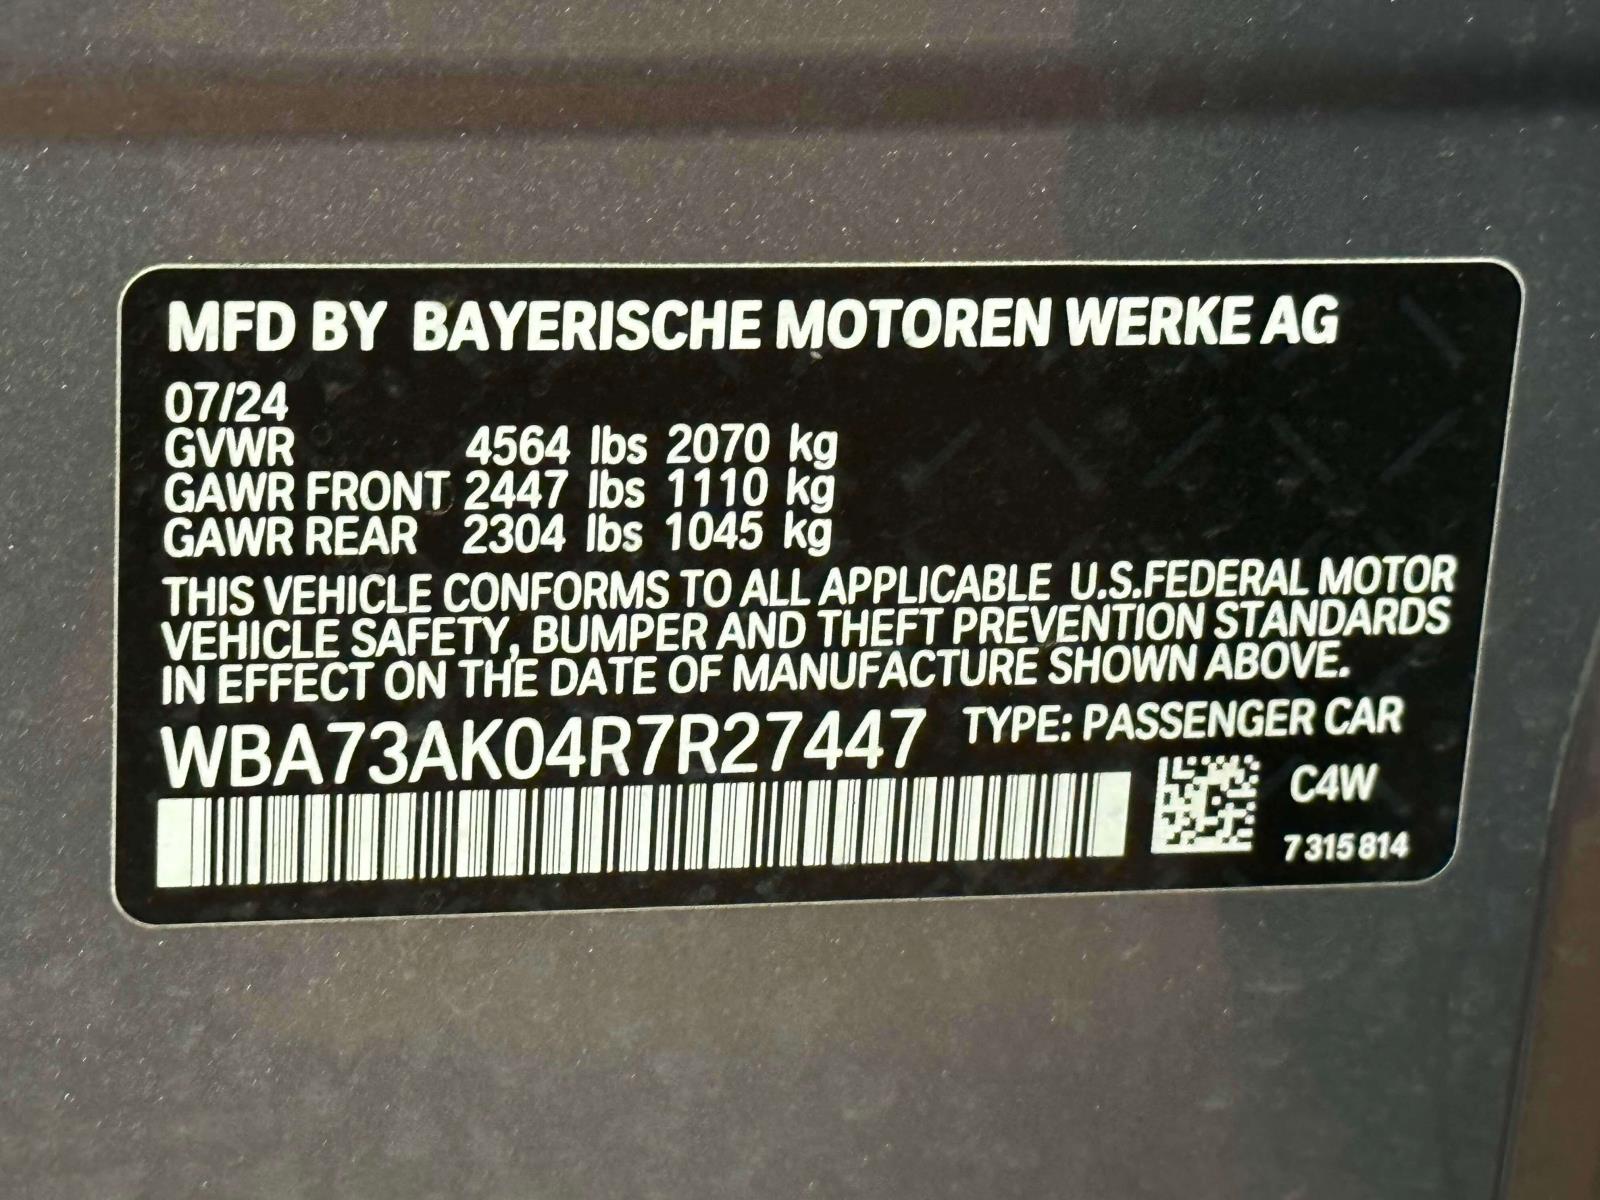 MFD BY BAYERISCHE MOTOREN WERKE AG
07/24
GVWR 4564 lbs 2070 kg
GAWR FRONT 2447 lbs 1110 kg
GAWR REAR 2304 lbs 1045 kg
THIS VEHICLE CONFORMS TO ALL APPLICABLE U.S.FEDERAL MOTOR
VEHICLE SAFETY, BUMPER AND THEFT PREVENTION STANDARDS
IN EFFECT ON THE DATE OF MANUFACTURE SHOWN ABOVE.
WBA73AK04R7R27447 TYPE: PASSENGER CAR
C4W
7 315 814